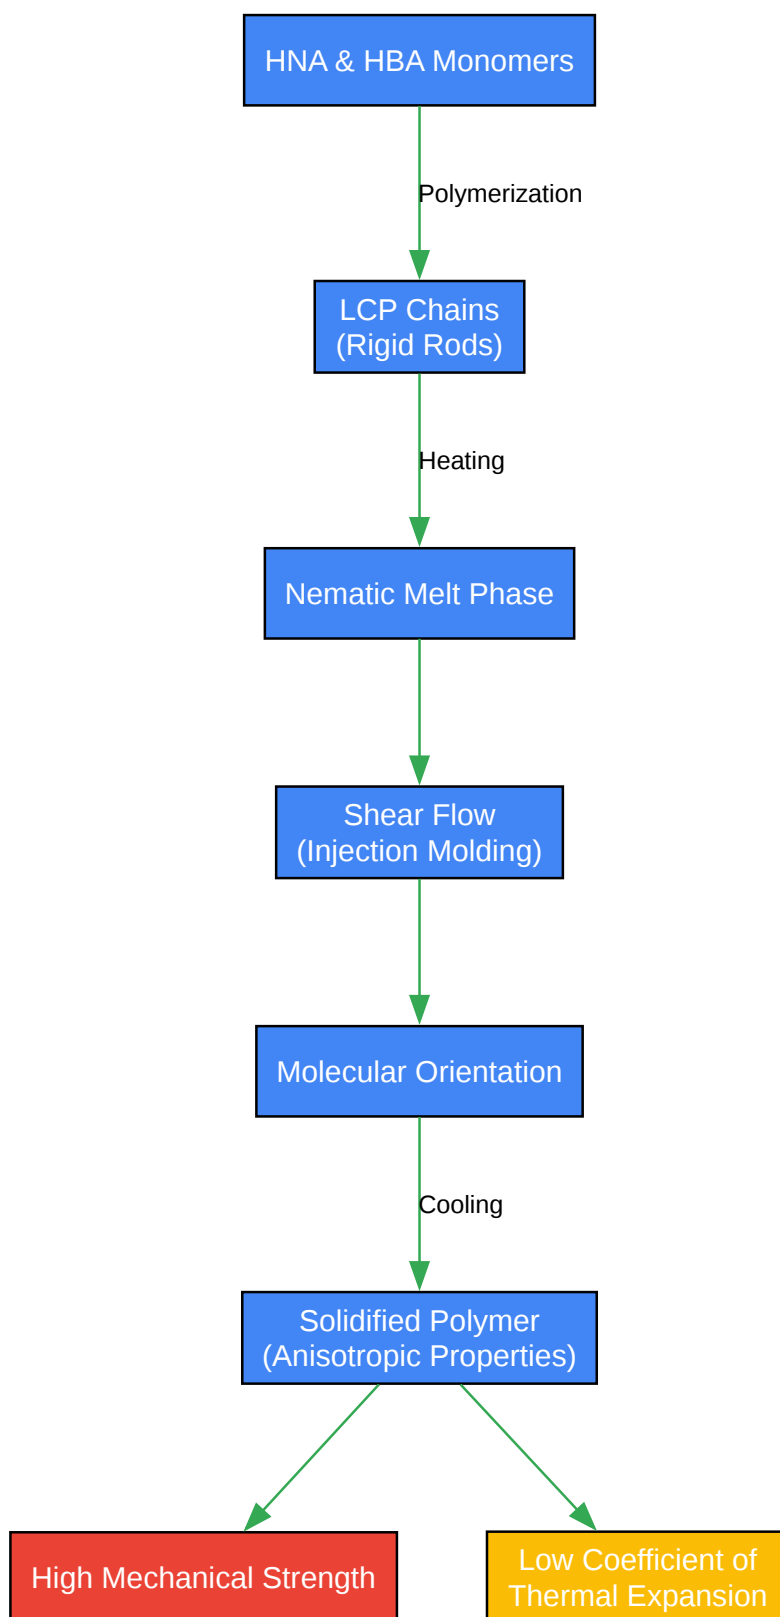 HNA & HBA Monomers
Polymerization
LCP Chains
(Rigid Rods)
Heating
Nematic Melt Phase
Shear Flow
(Injection Molding)
Molecular Orientation
Cooling
Solidified Polymer
(Anisotropic Properties)
High Mechanical Strength
Low Coefficient of
Thermal Expansion